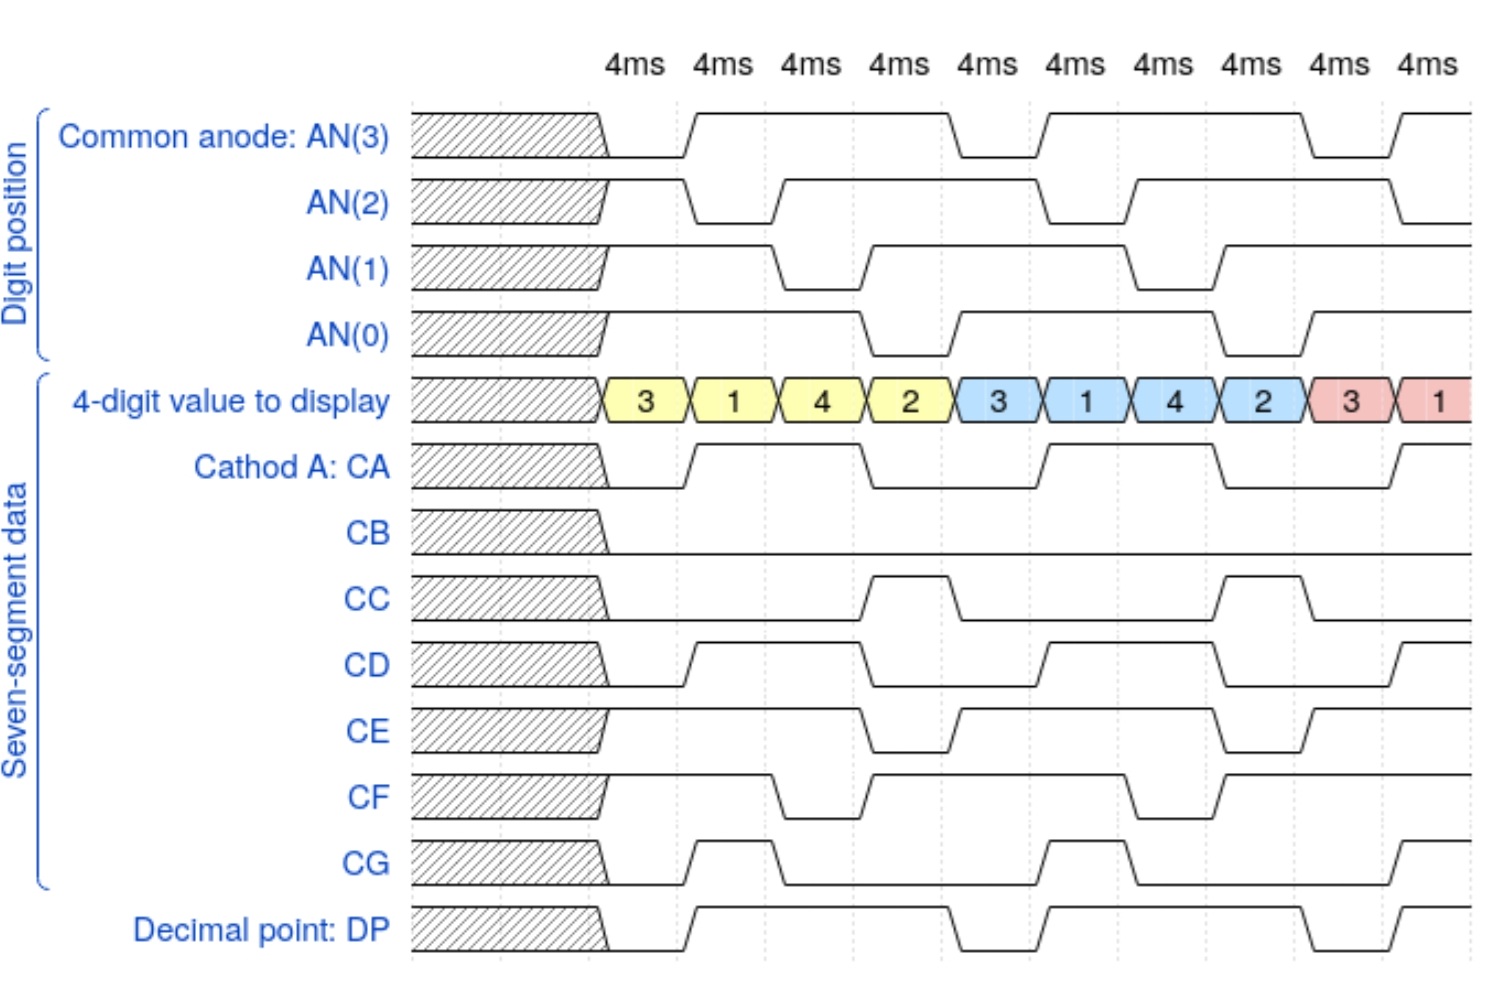 4ms 4ms 4ms 4ms 4ms 4ms 4ms 4ms 4ms 4ms
Digit position
Common anode: AN(3)
AN(2)
AN(1)
AN(0)
Seven-segment data
4-digit value to display 3 1 4 2 3 1 4 2 3 1
Cathod A: CA
CB
CC
CD
CE
CF
CG
Decimal point: DP